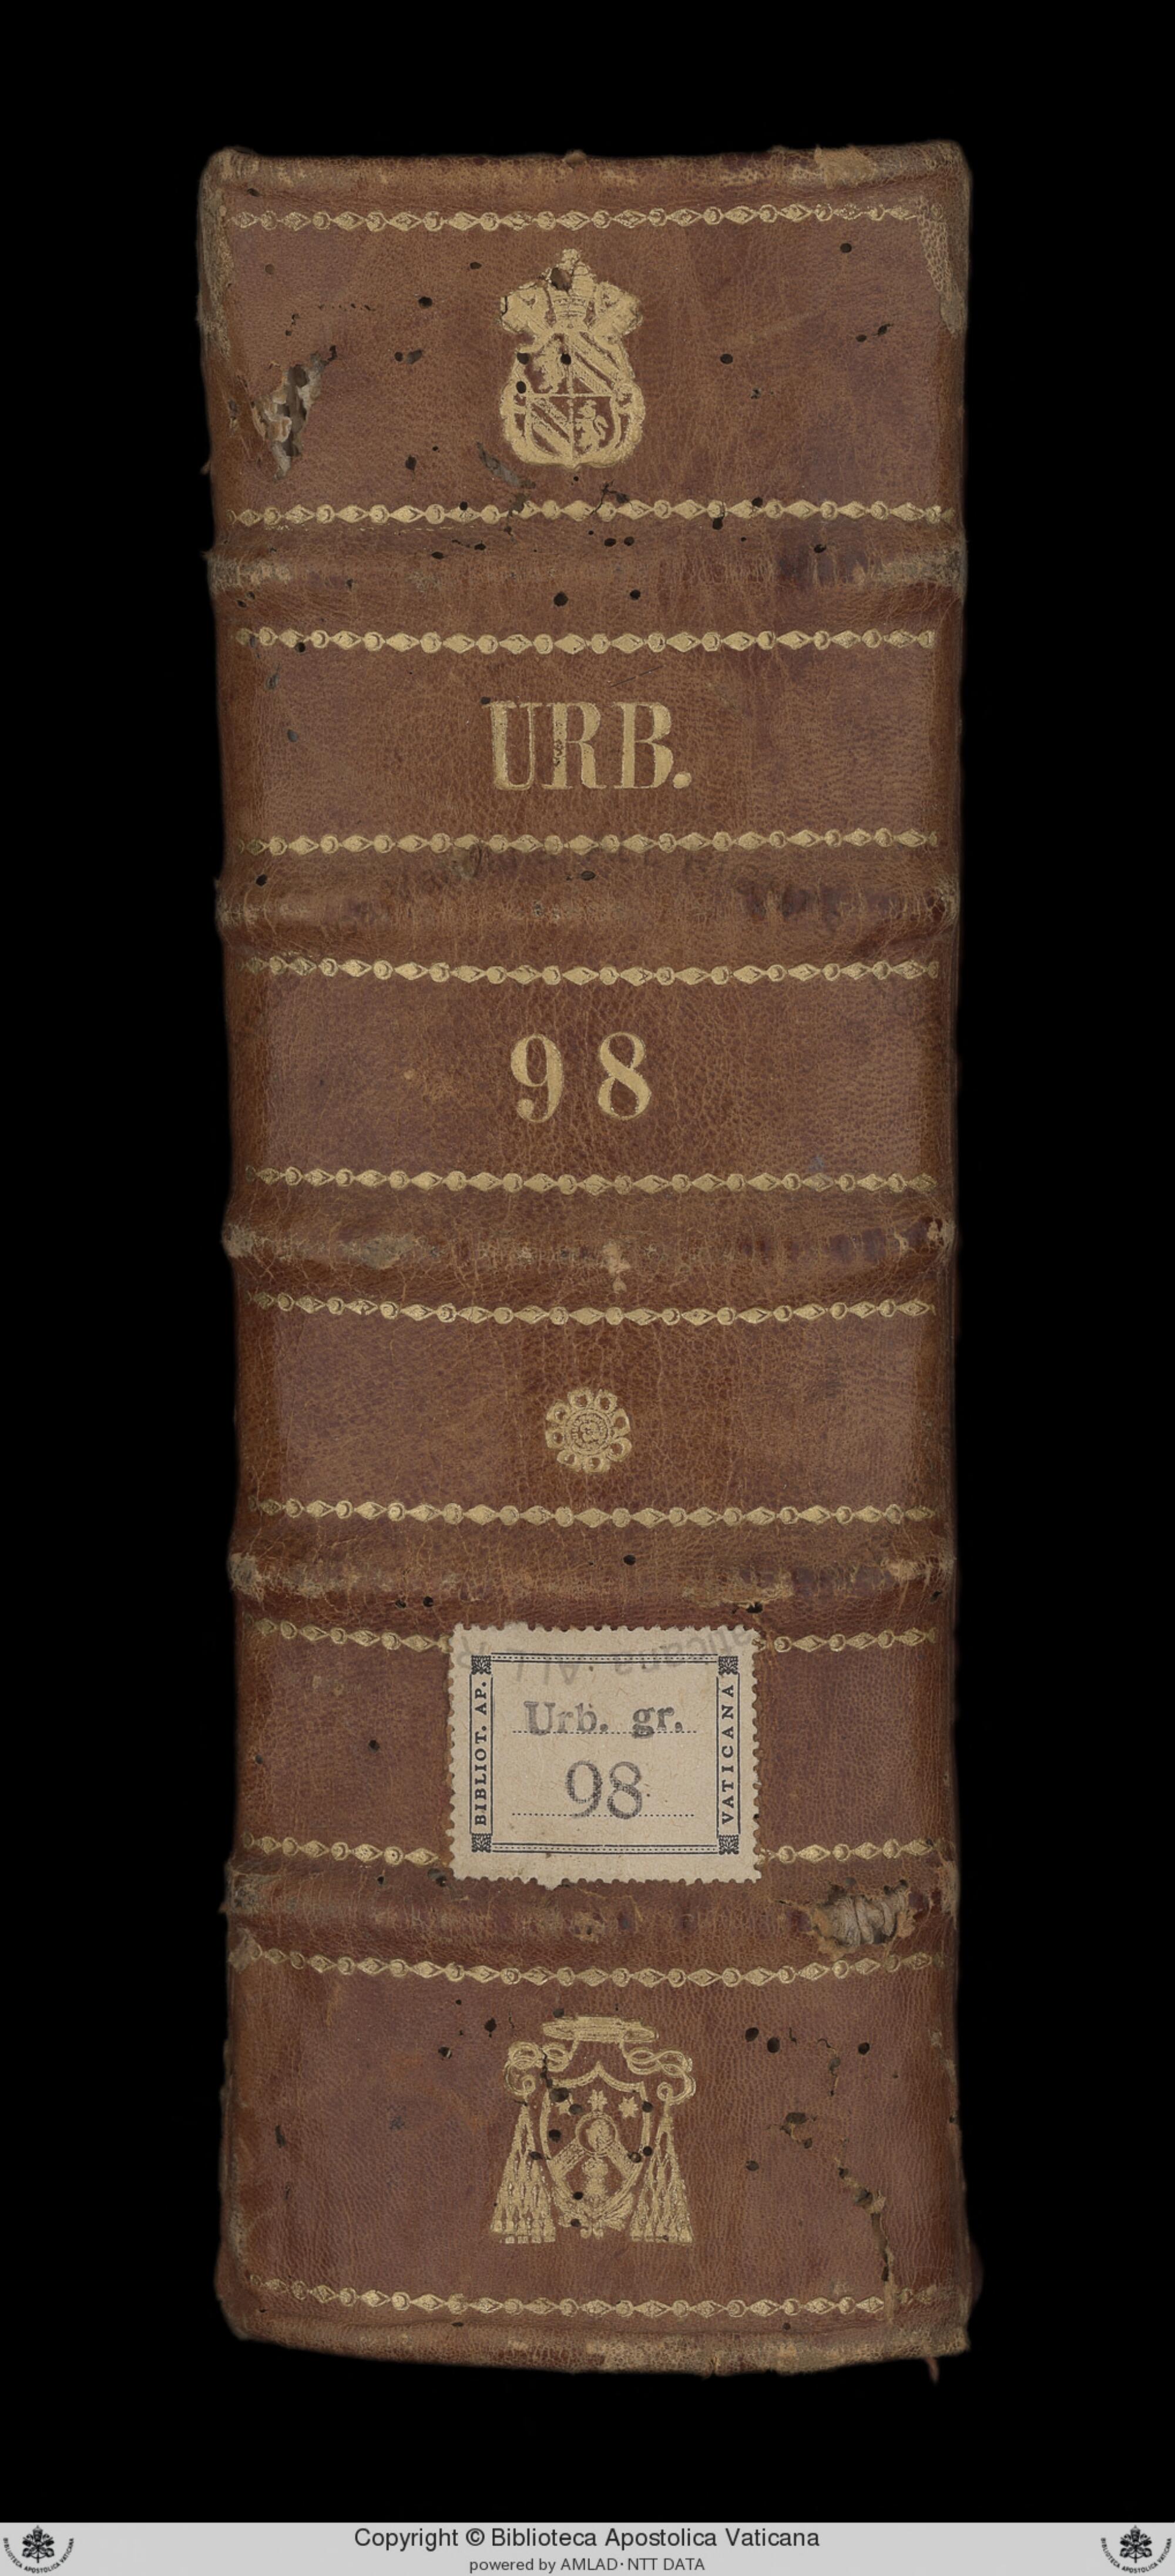 URB.
98
BIBLIOT. AP.
Urb. gr.
98
VATICANA
Copyright © Biblioteca Apostolica Vaticana
powered by AMLAD·NTT DATA